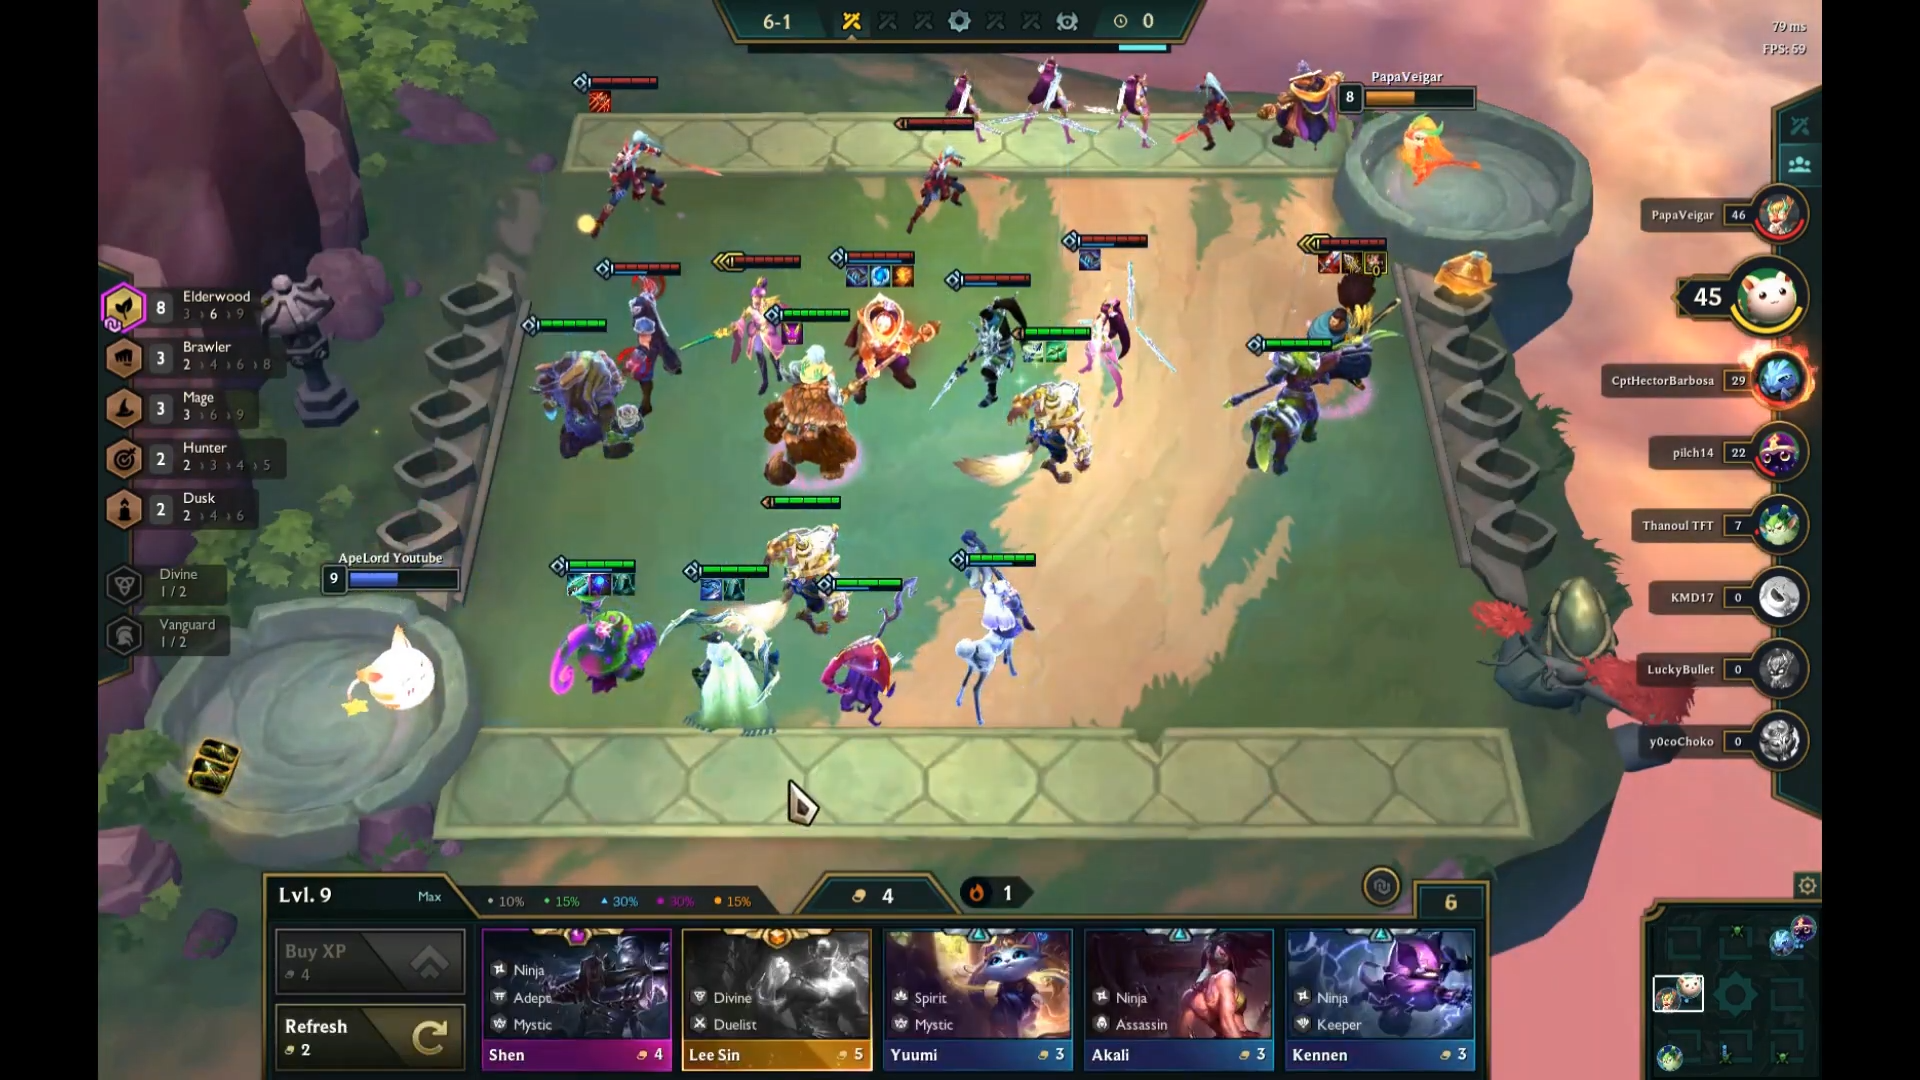 6-1
0
79 ms
FPS: 59
PapaVeigar
8
PapaVeigar 46
45
CptHectorBarbosa 29
pilch14 22
Thanoul TFT 7
KMD17 0
LuckyBullet 0
y0coChoko 0
8 Elderwood
3 › 6 › 9
3 Brawler
2 › 4 › 6 › 8
3 Mage
3 › 6 › 9
2 Hunter
2 › 3 › 4 › 5
2 Dusk
2 › 4 › 6
Divine
1 / 2
Vanguard
1 / 2
ApeLord Youtube
9
0
Lvl. 9 Max
10% 15% 30% 30% 15%
4
1
6
Buy XP
4
Refresh
2
Ninja
Adept
Mystic
Shen 4
Divine
Duelist
Lee Sin 5
Spirit
Mystic
Yuumi 3
Ninja
Assassin
Akali 3
Ninja
Keeper
Kennen 3